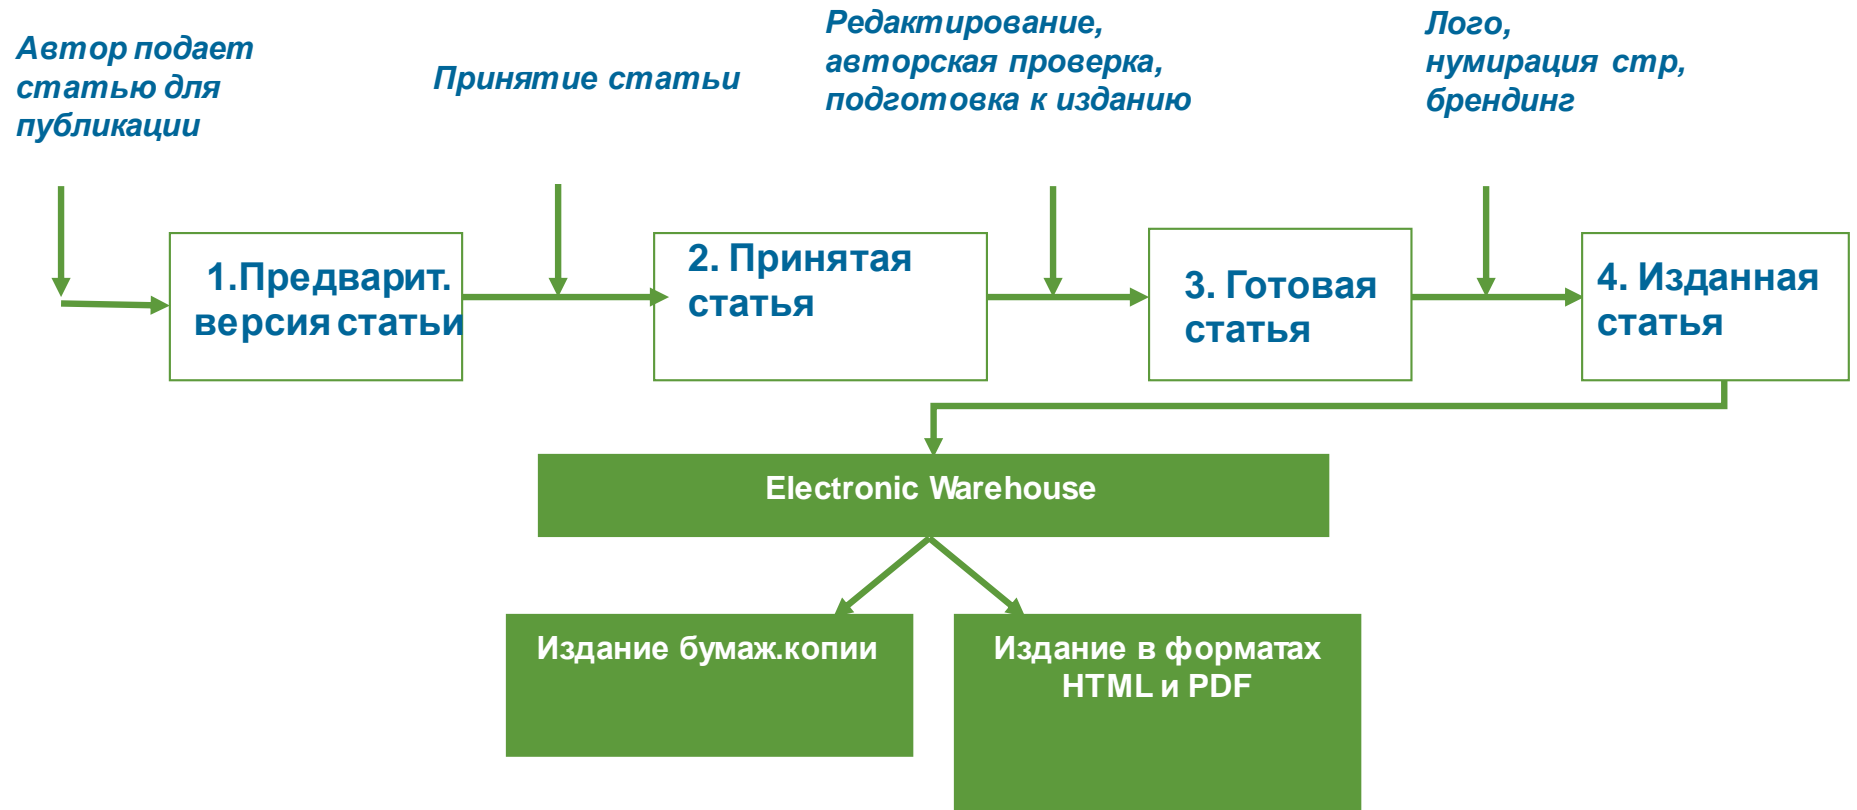 Автор подает
статью для
публикации
Принятие статьи
Редактирование,
авторская проверка,
подготовка к изданию
Лого,
нумирация стр,
брендинг
1.Предварит.
версия статьи
2. Принятая
статья
3. Готовая
статья
4. Изданная
статья
Electronic Warehouse
Издание бумаж.копии
Издание в форматах
HTML и PDF